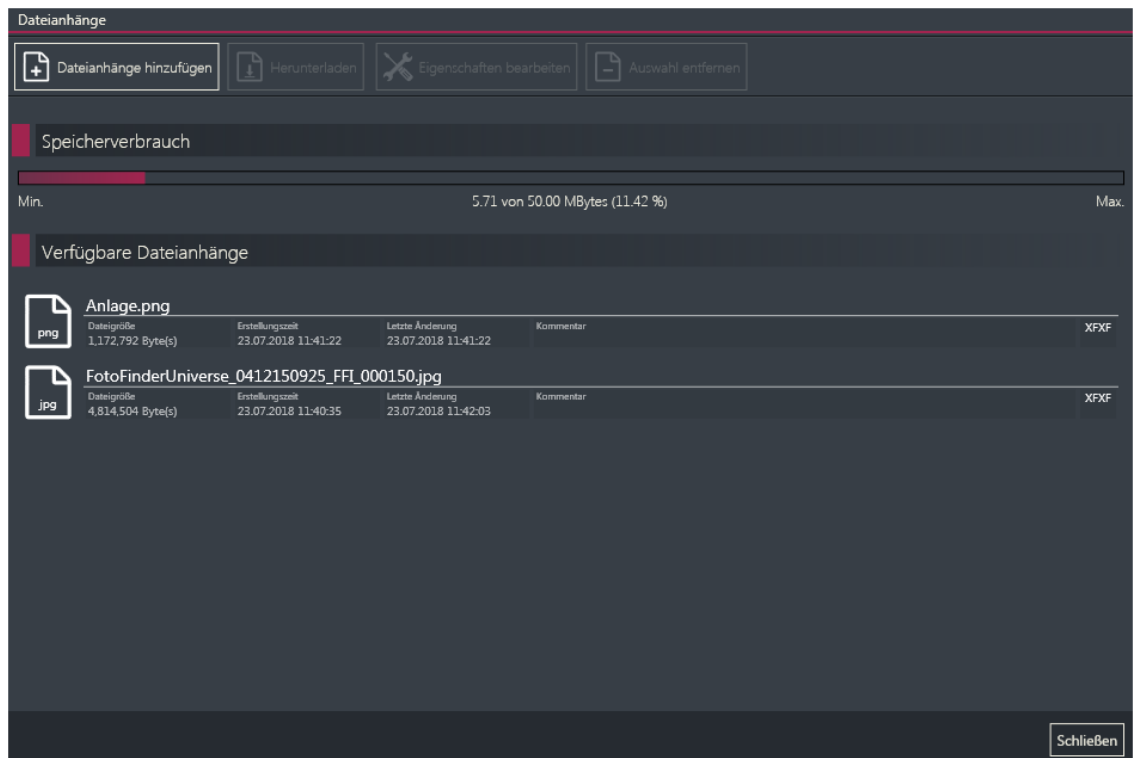 Dateianhänge
Dateianhänge hinzufügen Herunterladen Eigenschaften bearbeiten Auswahl entfernen
Speicherverbrauch
Min. 5.71 von 50.00 MBytes (11.42 %) Max.
Verfügbare Dateianhänge
Anlage.png
png
Dateigröße Erstellungszeit Letzte Änderung Kommentar
1,172,792 Byte(s) 23.07.2018 11:41:22 23.07.2018 11:41:22 XFXF
FotoFinderUniverse_0412150925_FFI_000150.jpg
jpg
Dateigröße Erstellungszeit Letzte Änderung Kommentar
4,814,504 Byte(s) 23.07.2018 11:40:35 23.07.2018 11:42:03 XFXF
Schließen